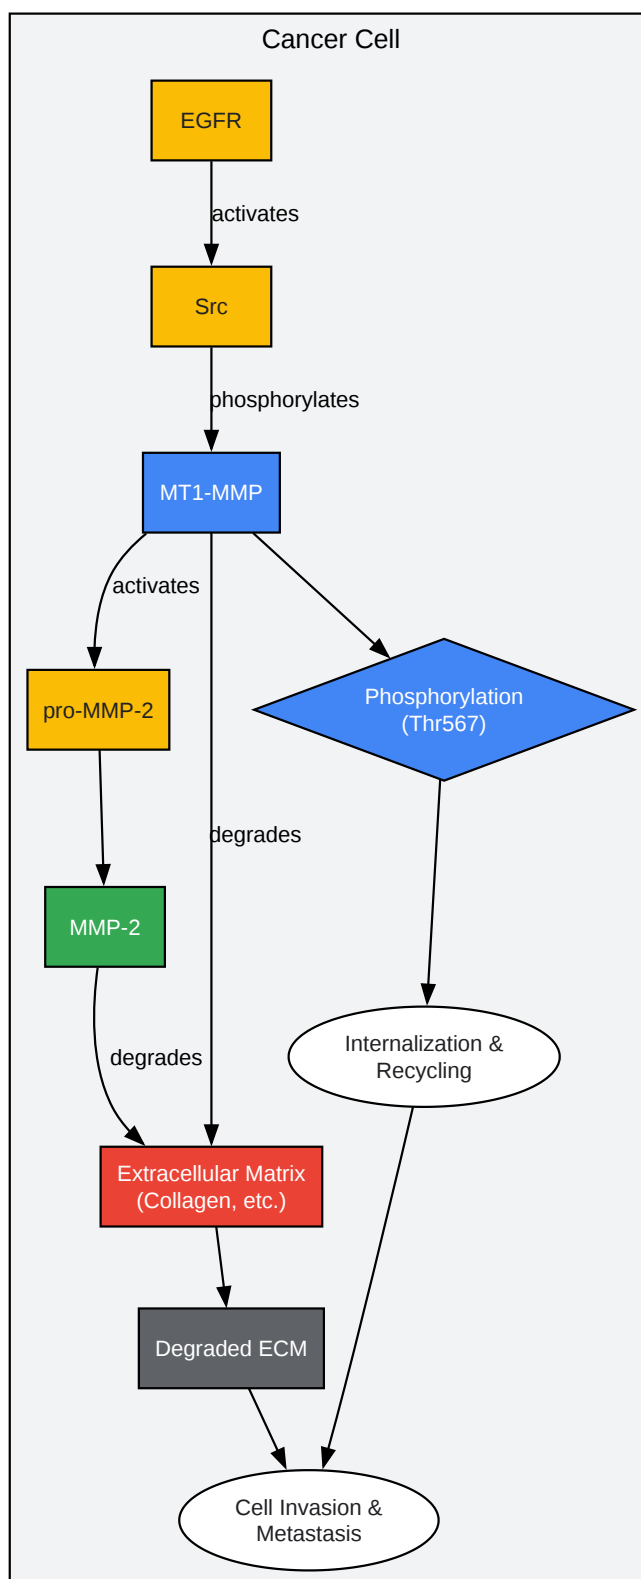 Cancer Cell
EGFR
activates
Src
phosphorylates
MT1-MMP
activates
pro-MMP-2
Phosphorylation
(Thr567)
degrades
MMP-2
Internalization &
Recycling
degrades
Extracellular Matrix
(Collagen, etc.)
Degraded ECM
Cell Invasion &
Metastasis